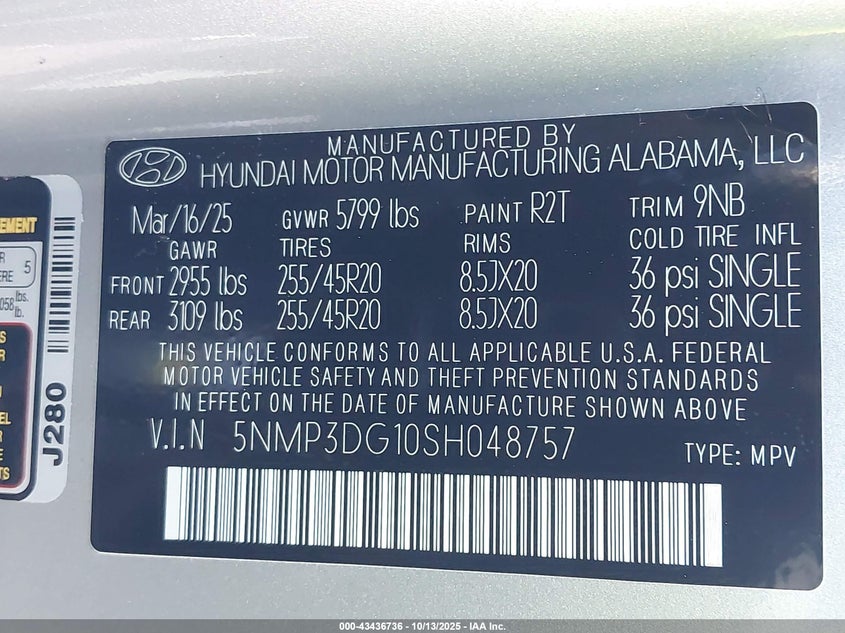 MANUFACTURED BY
HYUNDAI MOTOR MANUFACTURING ALABAMA, LLC
Mar/16/25 GVWR 5799 lbs PAINT R2T TRIM 9NB
GAWR TIRES RIMS COLD TIRE INFL
FRONT 2955 lbs 255/45R20 8.5JX20 36 psi SINGLE
REAR 3109 lbs 255/45R20 8.5JX20 36 psi SINGLE
THIS VEHICLE CONFORMS TO ALL APPLICABLE U.S.A. FEDERAL
MOTOR VEHICLE SAFETY AND THEFT PREVENTION STANDARDS
IN EFFECT ON THE DATE OF MANUFACTURE SHOWN ABOVE
V.I.N 5NMP3DG10SH048757 TYPE: MPV
5
lbs.
lb.
J280
000-43436736 - 10/13/2025 - IAA Inc.